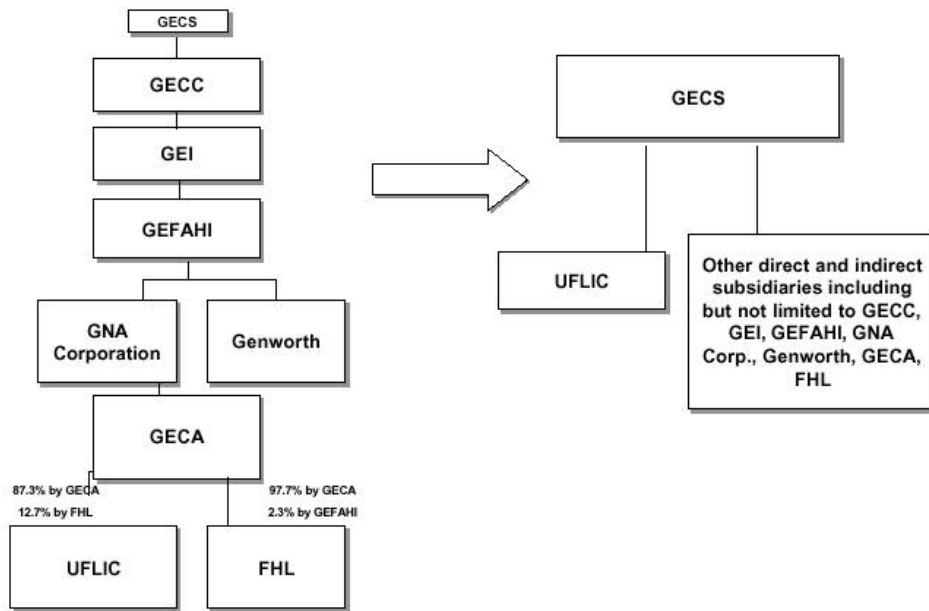 GECS
GECC
GEI
GEFAHI
GNA
Corporation
Genworth
GECA
87.3% by GECA
12.7% by FHL
97.7% by GECA
2.3% by GEFAHI
UFLIC
FHL
GECS
UFLIC
Other direct and indirect
subsidiaries including
but not limited to GECC,
GEI, GEFAHI, GNA
Corp., Genworth, GECA,
FHL